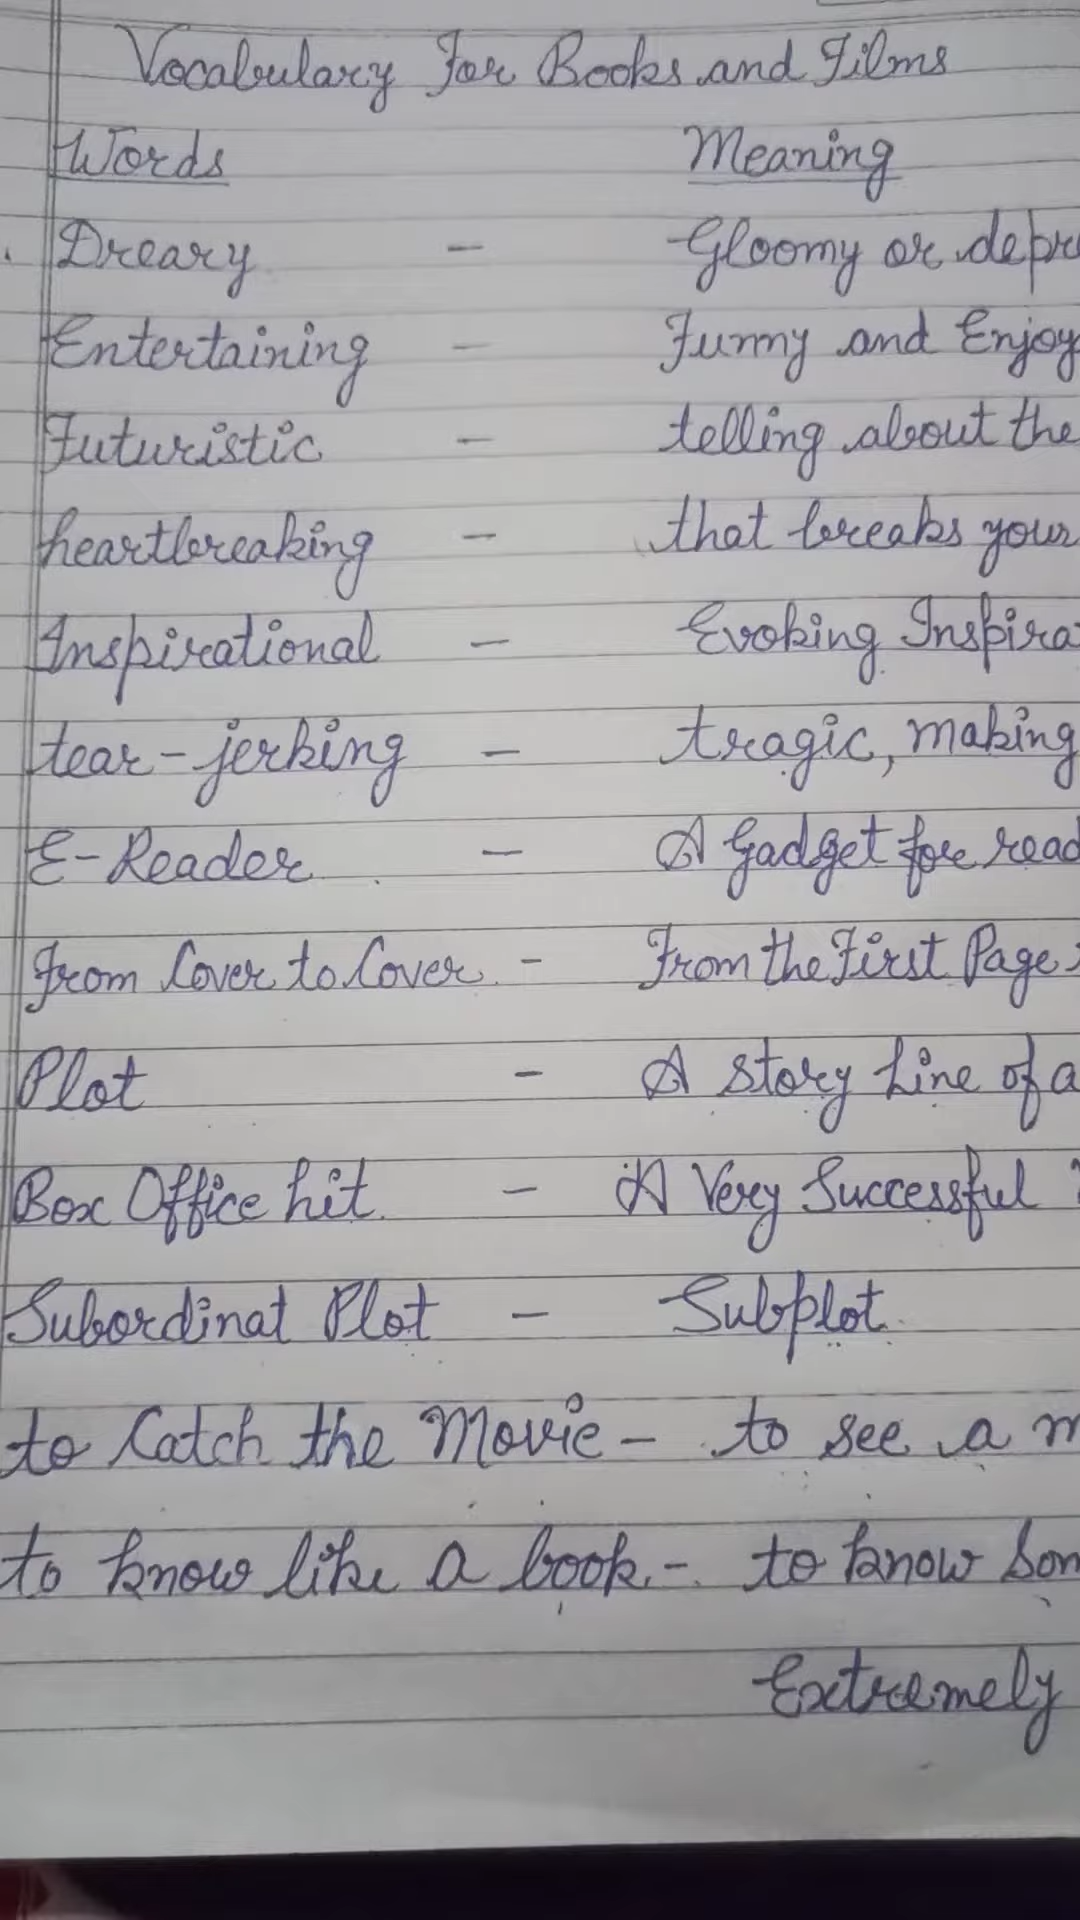 Vocabulary For Books and Films
Words Meaning
Dreary - Gloomy or depr
Entertaining - Funny and Enjoy
Futuristic - telling about the
heartbreaking - that breaks your
Inspirational - Evoking Inspira
tear-jerking - tragic, making
E-Reader - A Gadget for read
From Cover to Cover - From the First Page
Plot - A story Line of a
Box Office hit - A Very Successful
Subordinat Plot - Subplot
to Catch the Movie - to see a m
to know like a book - to know Som
Extremely